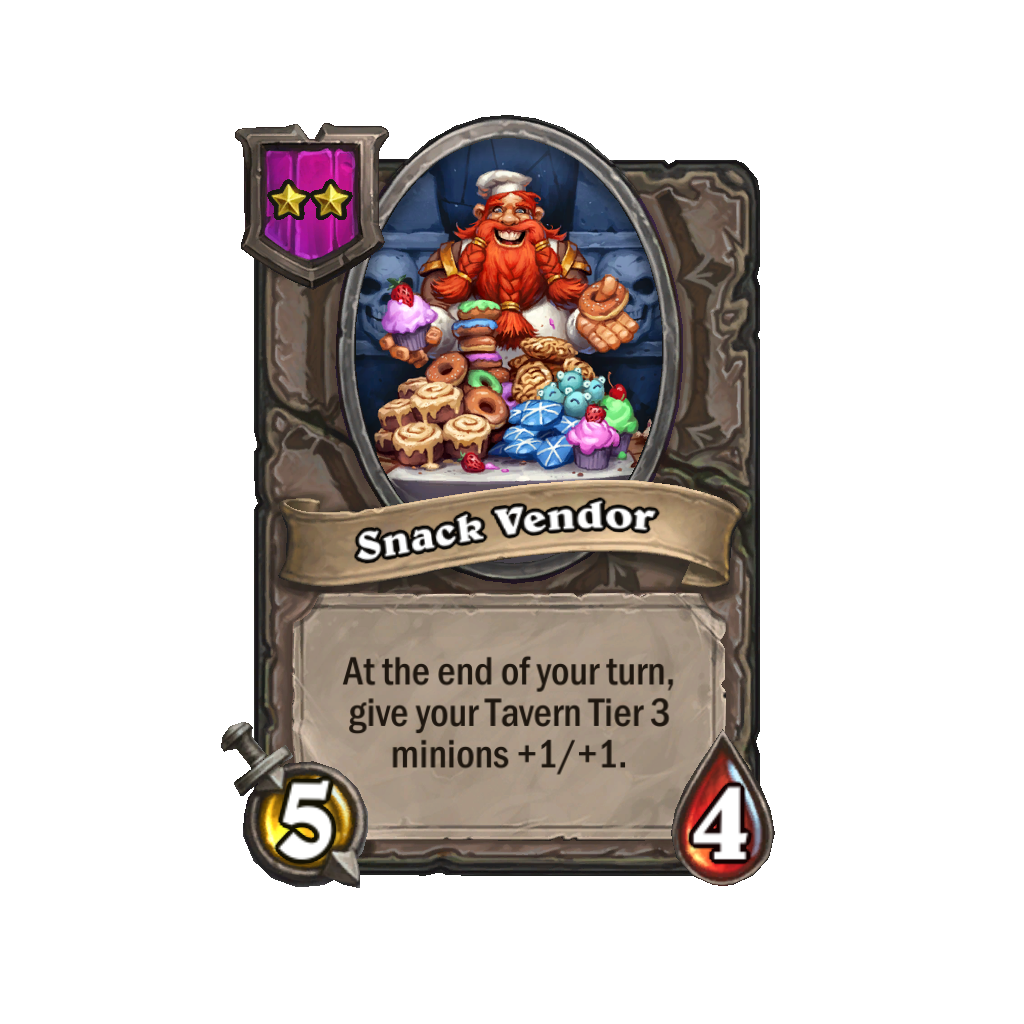 Snack Vendor
At the end of your turn,
give your Tavern Tier 3
minions +1/+1.
5
4